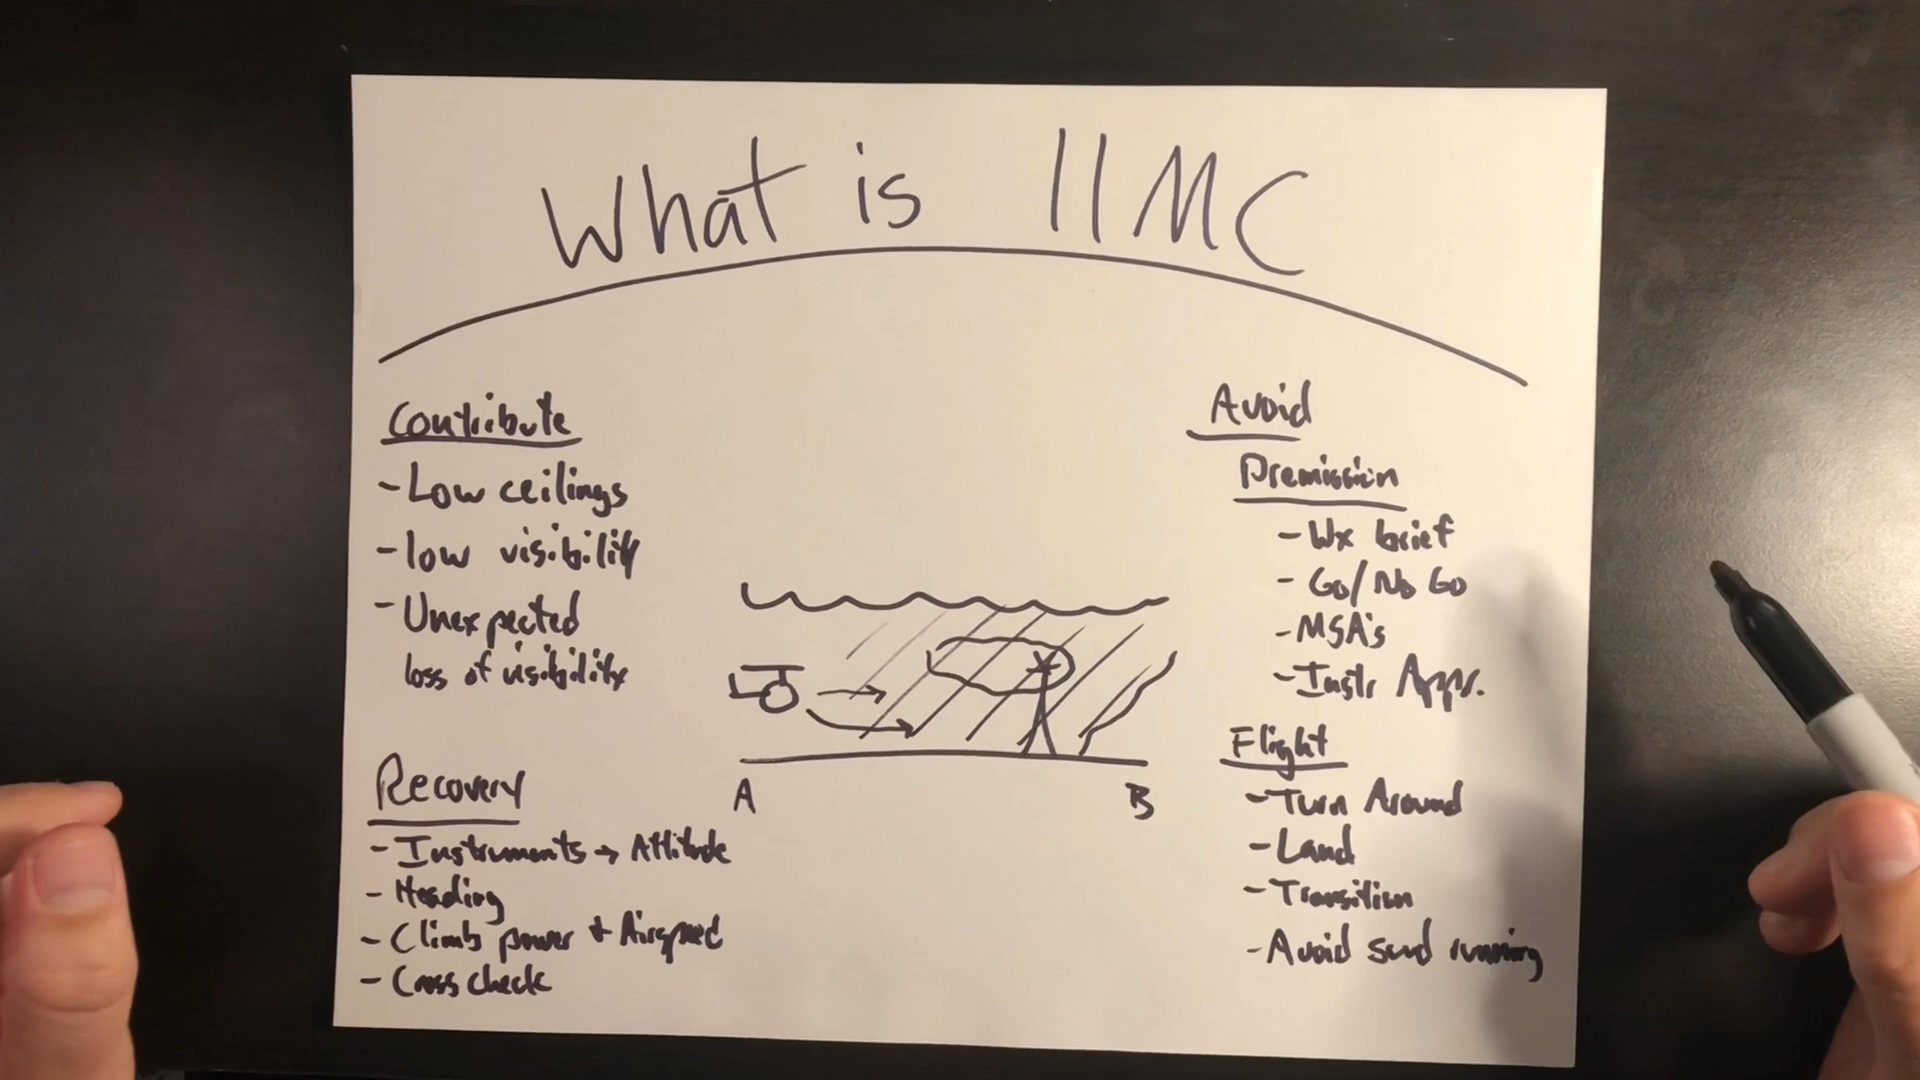 What is IIMC
Contribute
- Low ceilings
- low visibility
- Unexpected
loss of visibility
Recovery
- Instruments → Attitude
- Heading
- Climb power + Airspeed
- Cross check
A
B
Avoid
Premission
- Wx brief
- Go/No Go
- MSA's
- Instr Appr.
Flight
- Turn Around
- Land
- Transition
- Avoid scud running